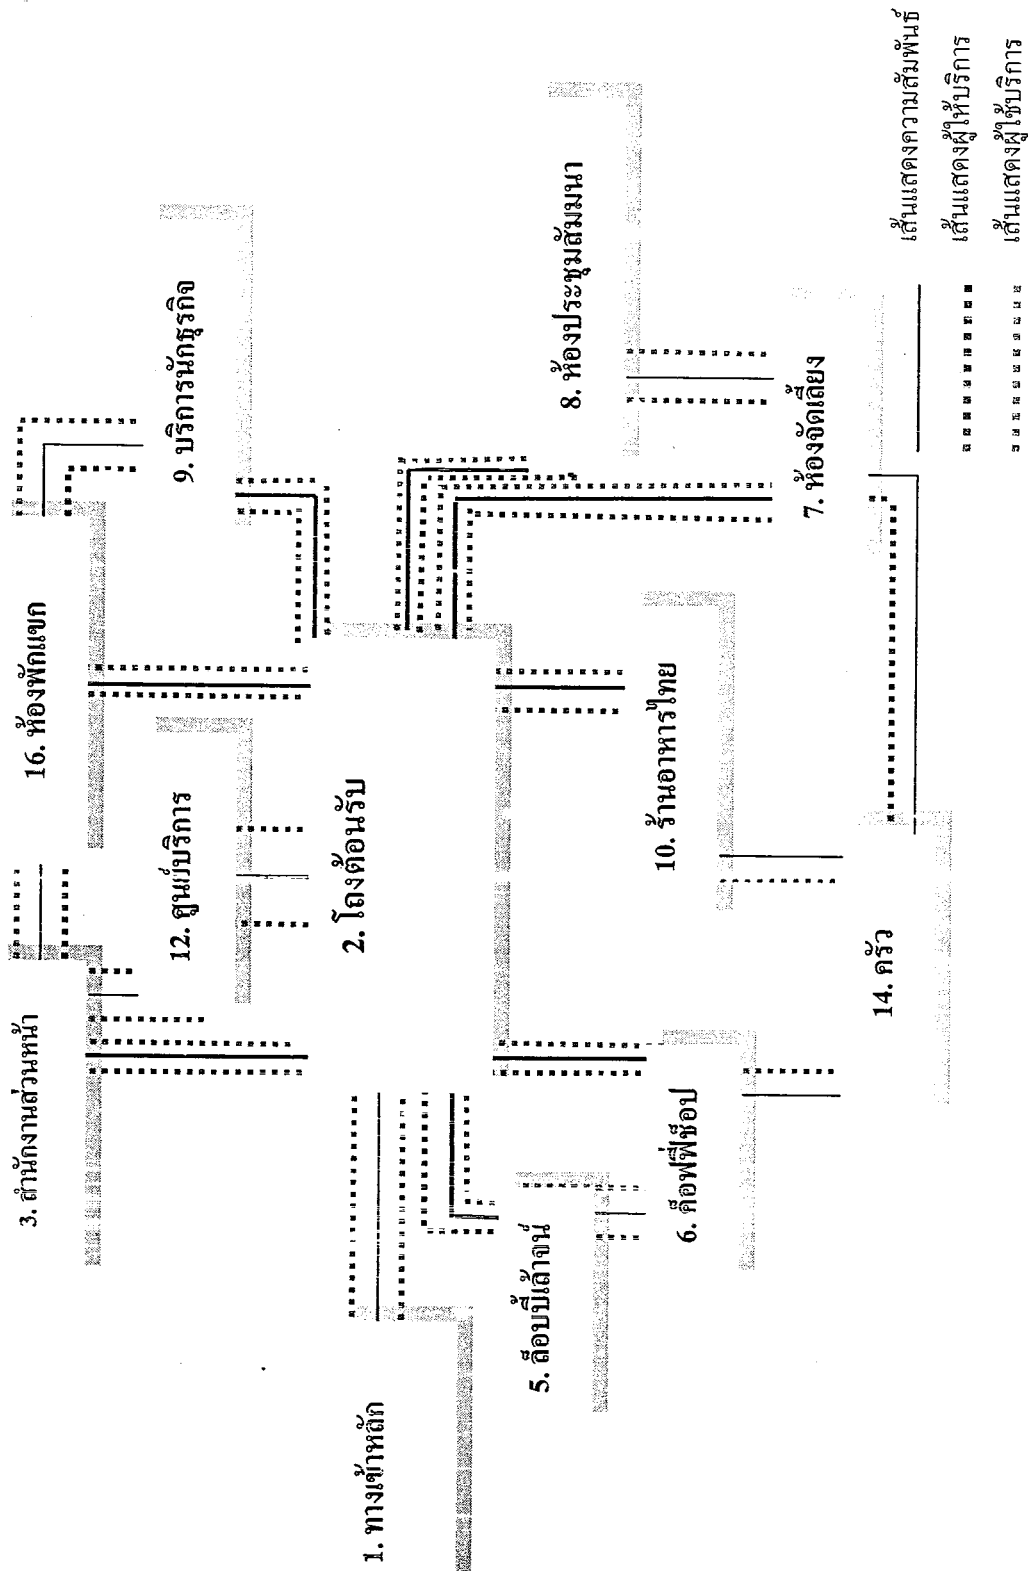 3. สำนักงานส่วนหน้า
16. ห้องพักแขก
12. ศูนย์บริการ
9. บริการนักธุรกิจ
1. ทางเข้าหลัก
2. โถงต้อนรับ
5. ล็อบบี้เล้าจน์
8. ห้องประชุมสัมมนา
6. ค๊อฟฟี่ช็อป
10. ร้านอาหารไทย
7. ห้องจัดเลี้ยง
14. ครัว
เส้นแสดงความสัมพันธ์
เส้นแสดงผู้ให้บริการ
เส้นแสดงผู้ใช้บริการ